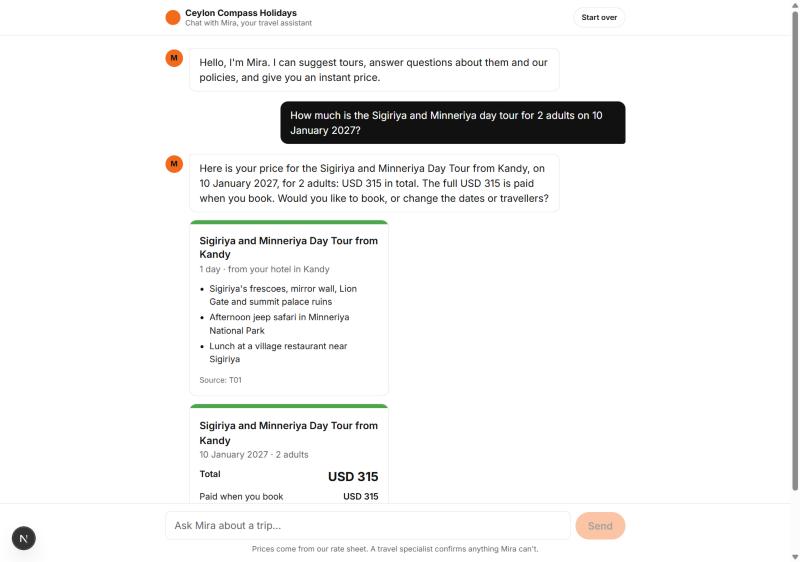 Ceylon Compass Holidays
Chat with Mira, your travel assistant
Start over
M
Hello, I'm Mira. I can suggest tours, answer questions about them and our
policies, and give you an instant price.
How much is the Sigiriya and Minneriya day tour for 2 adults on 10
January 2027?
M
Here is your price for the Sigiriya and Minneriya Day Tour from Kandy, on
10 January 2027, for 2 adults: USD 315 in total. The full USD 315 is paid
when you book. Would you like to book, or change the dates or travellers?
Sigiriya and Minneriya Day Tour from
Kandy
1 day · from your hotel in Kandy
• Sigiriya's frescoes, mirror wall, Lion
Gate and summit palace ruins
• Afternoon jeep safari in Minneriya
National Park
• Lunch at a village restaurant near
Sigiriya
Source: T01
Sigiriya and Minneriya Day Tour from
Kandy
10 January 2027 · 2 adults
Total USD 315
Paid when you book USD 315
Ask Mira about a trip...
Send
Prices come from our rate sheet. A travel specialist confirms anything Mira can't.
N